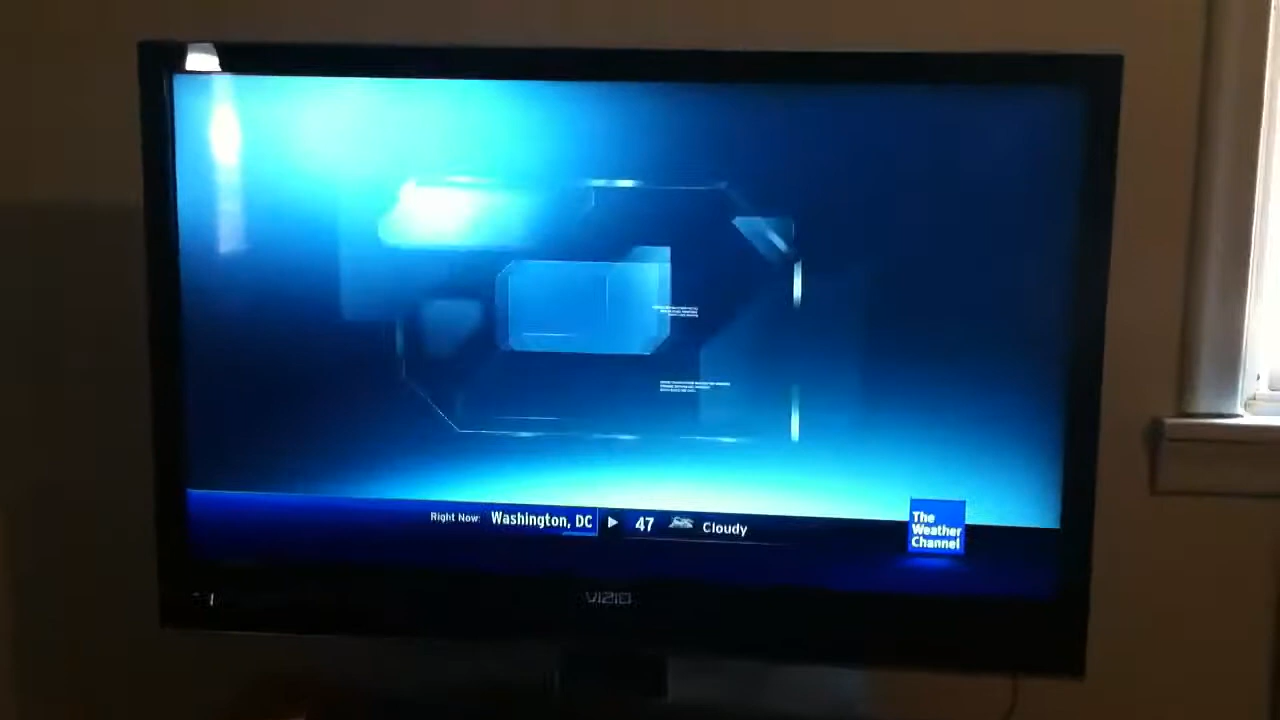 Right Now: Washington, DC 47 Cloudy
The
Weather
Channel
VIZIO